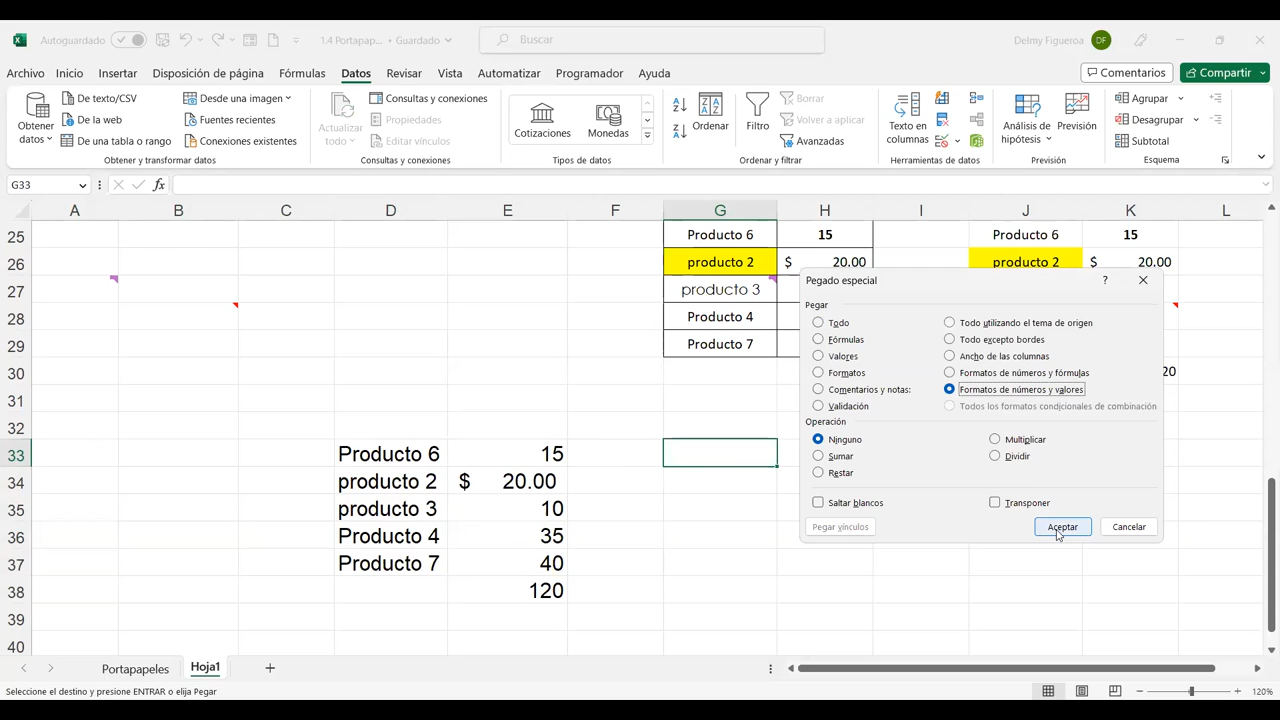 Autoguardado 1.4 Portapap... • Guardado Buscar Delmy Figueroa DF
Archivo Inicio Insertar Disposición de página Fórmulas Datos Revisar Vista Automatizar Programador Ayuda Comentarios Compartir
Obtener datos
De texto/CSV
De la web
De una tabla o rango
Desde una imagen
Fuentes recientes
Conexiones existentes
Obtener y transformar datos
Actualizar todo
Consultas y conexiones
Propiedades
Editar vínculos
Consultas y conexiones
Cotizaciones Monedas
Tipos de datos
Ordenar
Filtro
Borrar
Volver a aplicar
Avanzadas
Ordenar y filtrar
Texto en columnas
Herramientas de datos
Análisis de hipótesis
Previsión
Previsión
Agrupar
Desagrupar
Subtotal
Esquema
G33 fx
A B C D E F G H I J K L
25 Producto 6 15 Producto 6 15
26 producto 2 $ 20.00 producto 2 $ 20.00
27 producto 3
28 Producto 4
29 Producto 7
30 20
31
32
33 Producto 6 15
34 producto 2 $ 20.00
35 producto 3 10
36 Producto 4 35
37 Producto 7 40
38 120
39
40
Pegado especial ?
Pegar
Todo Todo utilizando el tema de origen
Fórmulas Todo excepto bordes
Valores Ancho de las columnas
Formatos Formatos de números y fórmulas
Comentarios y notas: Formatos de números y valores
Validación Todos los formatos condicionales de combinación
Operación
Ninguno Multiplicar
Sumar Dividir
Restar
Saltar blancos Transponer
Pegar vínculos Aceptar Cancelar
Portapapeles Hoja1 +
Seleccione el destino y presione ENTRAR o elija Pegar 120%